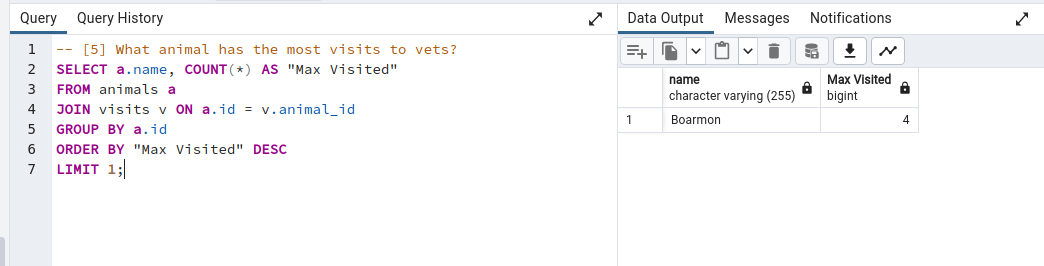 Query Query History
1 -- [5] What animal has the most visits to vets?
2 SELECT a.name, COUNT(*) AS "Max Visited"
3 FROM animals a
4 JOIN visits v ON a.id = v.animal_id
5 GROUP BY a.id
6 ORDER BY "Max Visited" DESC
7 LIMIT 1;
Data Output Messages Notifications
name Max Visited
character varying (255) bigint
1 Boarmon 4